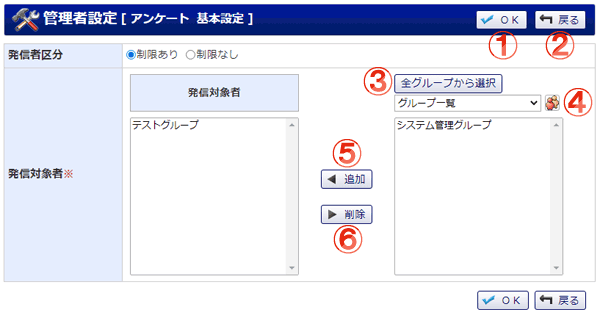 管理者設定 [ アンケート 基本設定 ]
OK
戻る
①
②
発信者区分
制限あり
制限なし
③
全グループから選択
発信対象者
グループ一覧
④
テストグループ
システム管理グループ
⑤
発信対象者※
追加
削除
⑥
OK
戻る